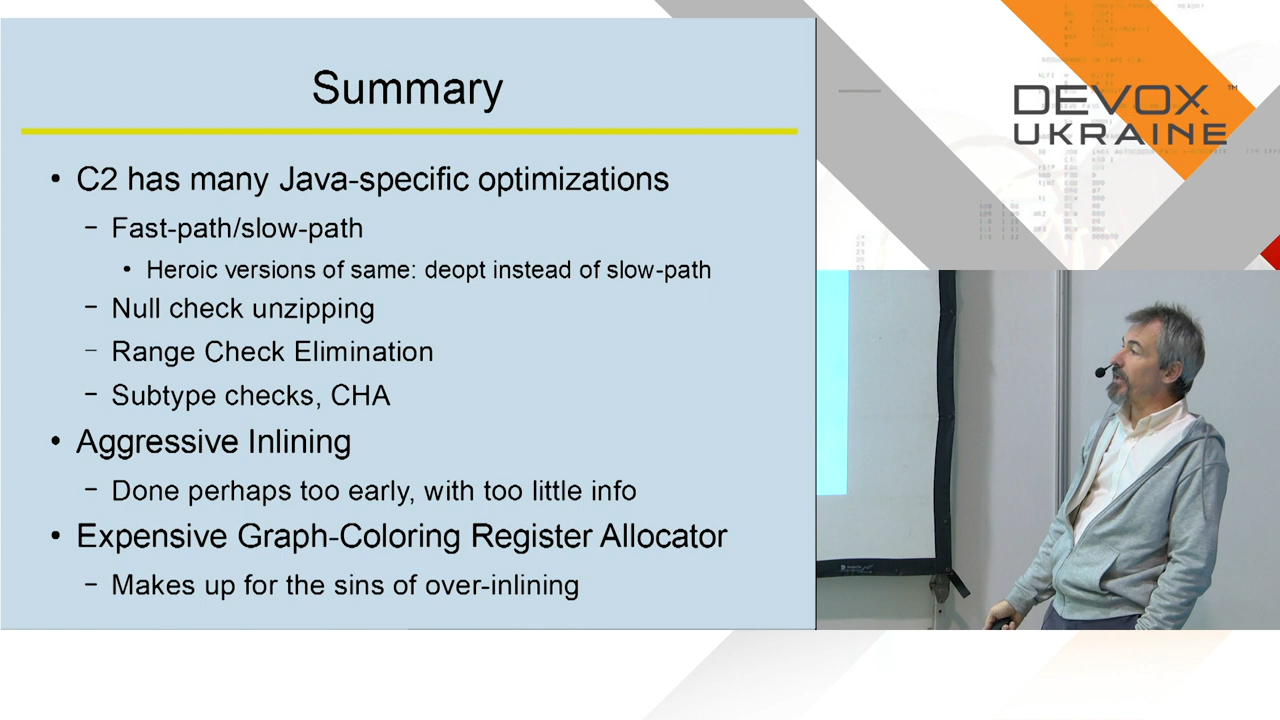 Summary
• C2 has many Java-specific optimizations
– Fast-path/slow-path
• Heroic versions of same: deopt instead of slow-path
– Null check unzipping
– Range Check Elimination
– Subtype checks, CHA
• Aggressive Inlining
– Done perhaps too early, with too little info
• Expensive Graph-Coloring Register Allocator
– Makes up for the sins of over-inlining
DEVOX™
UKRAINE